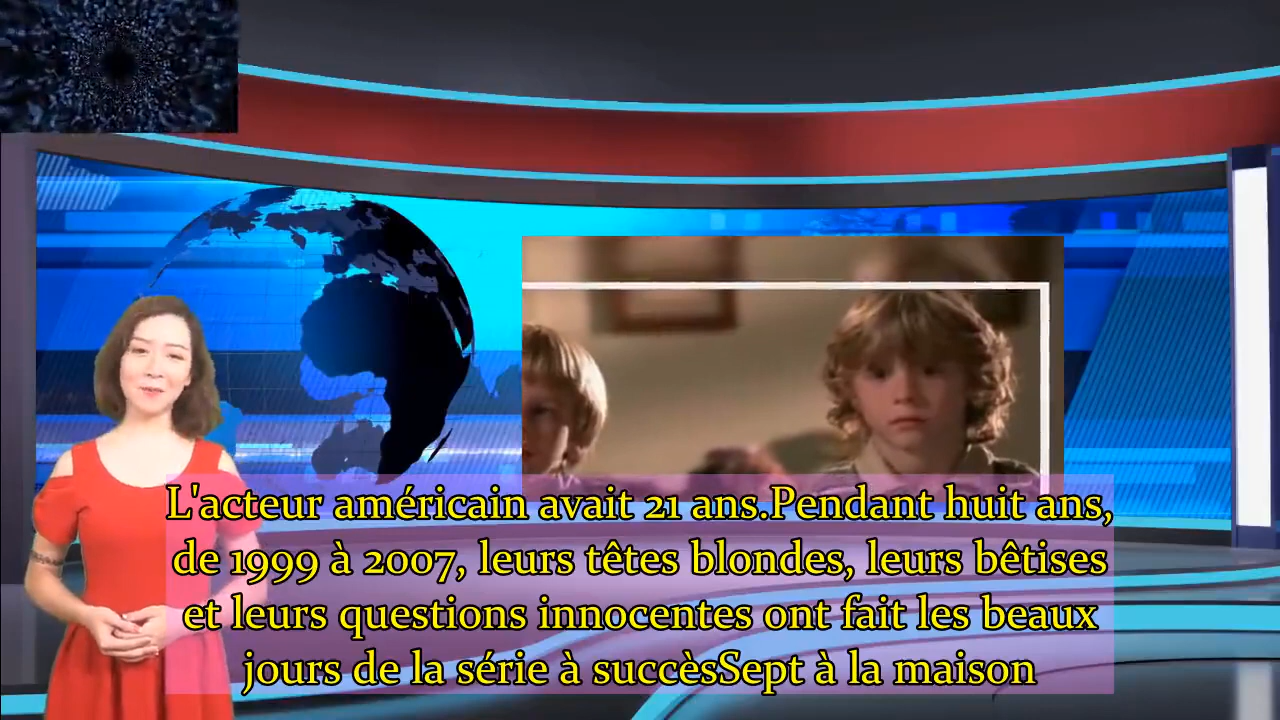 L'acteur américain avait 21 ans.Pendant huit ans,
de 1999 à 2007, leurs têtes blondes, leurs bêtises
et leurs questions innocentes ont fait les beaux
jours de la série à succèsSept à la maison